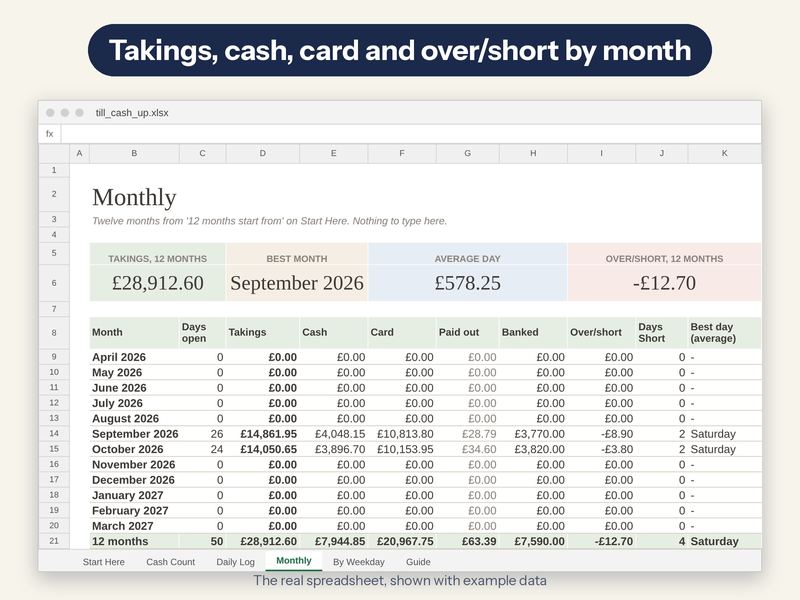 Takings, cash, card and over/short by month
till_cash_up.xlsx
fx
A B C D E F G H I J K
1
2 Monthly
3 Twelve months from '12 months start from' on Start Here. Nothing to type here.
4
5 TAKINGS, 12 MONTHS BEST MONTH AVERAGE DAY OVER/SHORT, 12 MONTHS
6 £28,912.60 September 2026 £578.25 -£12.70
7
8 Month Days open Takings Cash Card Paid out Banked Over/short Days Short Best day (average)
9 April 2026 0 £0.00 £0.00 £0.00 £0.00 £0.00 £0.00 0 -
10 May 2026 0 £0.00 £0.00 £0.00 £0.00 £0.00 £0.00 0 -
11 June 2026 0 £0.00 £0.00 £0.00 £0.00 £0.00 £0.00 0 -
12 July 2026 0 £0.00 £0.00 £0.00 £0.00 £0.00 £0.00 0 -
13 August 2026 0 £0.00 £0.00 £0.00 £0.00 £0.00 £0.00 0 -
14 September 2026 26 £14,861.95 £4,048.15 £10,813.80 £28.79 £3,770.00 -£8.90 2 Saturday
15 October 2026 24 £14,050.65 £3,896.70 £10,153.95 £34.60 £3,820.00 -£3.80 2 Saturday
16 November 2026 0 £0.00 £0.00 £0.00 £0.00 £0.00 £0.00 0 -
17 December 2026 0 £0.00 £0.00 £0.00 £0.00 £0.00 £0.00 0 -
18 January 2027 0 £0.00 £0.00 £0.00 £0.00 £0.00 £0.00 0 -
19 February 2027 0 £0.00 £0.00 £0.00 £0.00 £0.00 £0.00 0 -
20 March 2027 0 £0.00 £0.00 £0.00 £0.00 £0.00 £0.00 0 -
21 12 months 50 £28,912.60 £7,944.85 £20,967.75 £63.39 £7,590.00 -£12.70 4 Saturday
Start Here Cash Count Daily Log Monthly By Weekday Guide
The real spreadsheet, shown with example data